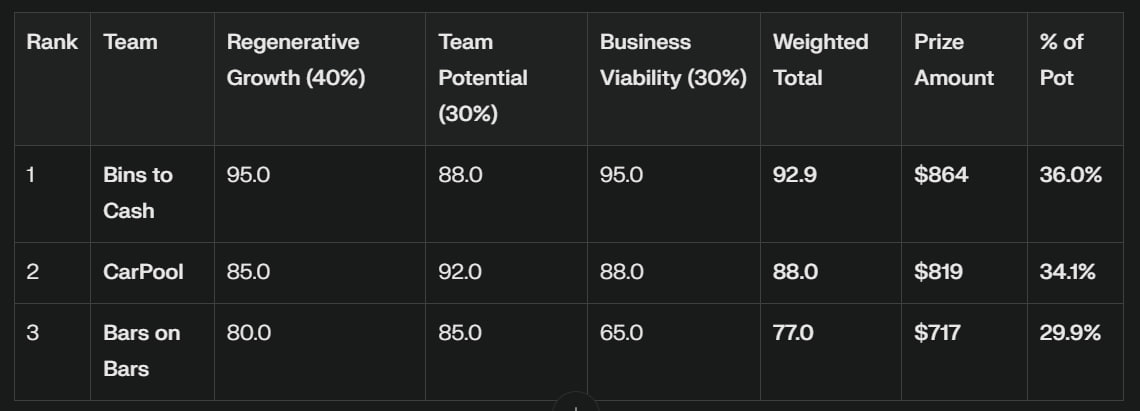 Rank Team Regenerative Growth (40%) Team Potential (30%) Business Viability (30%) Weighted Total Prize Amount % of Pot
1 Bins to Cash 95.0 88.0 95.0 92.9 $864 36.0%
2 CarPool 85.0 92.0 88.0 88.0 $819 34.1%
3 Bars on Bars 80.0 85.0 65.0 77.0 $717 29.9%